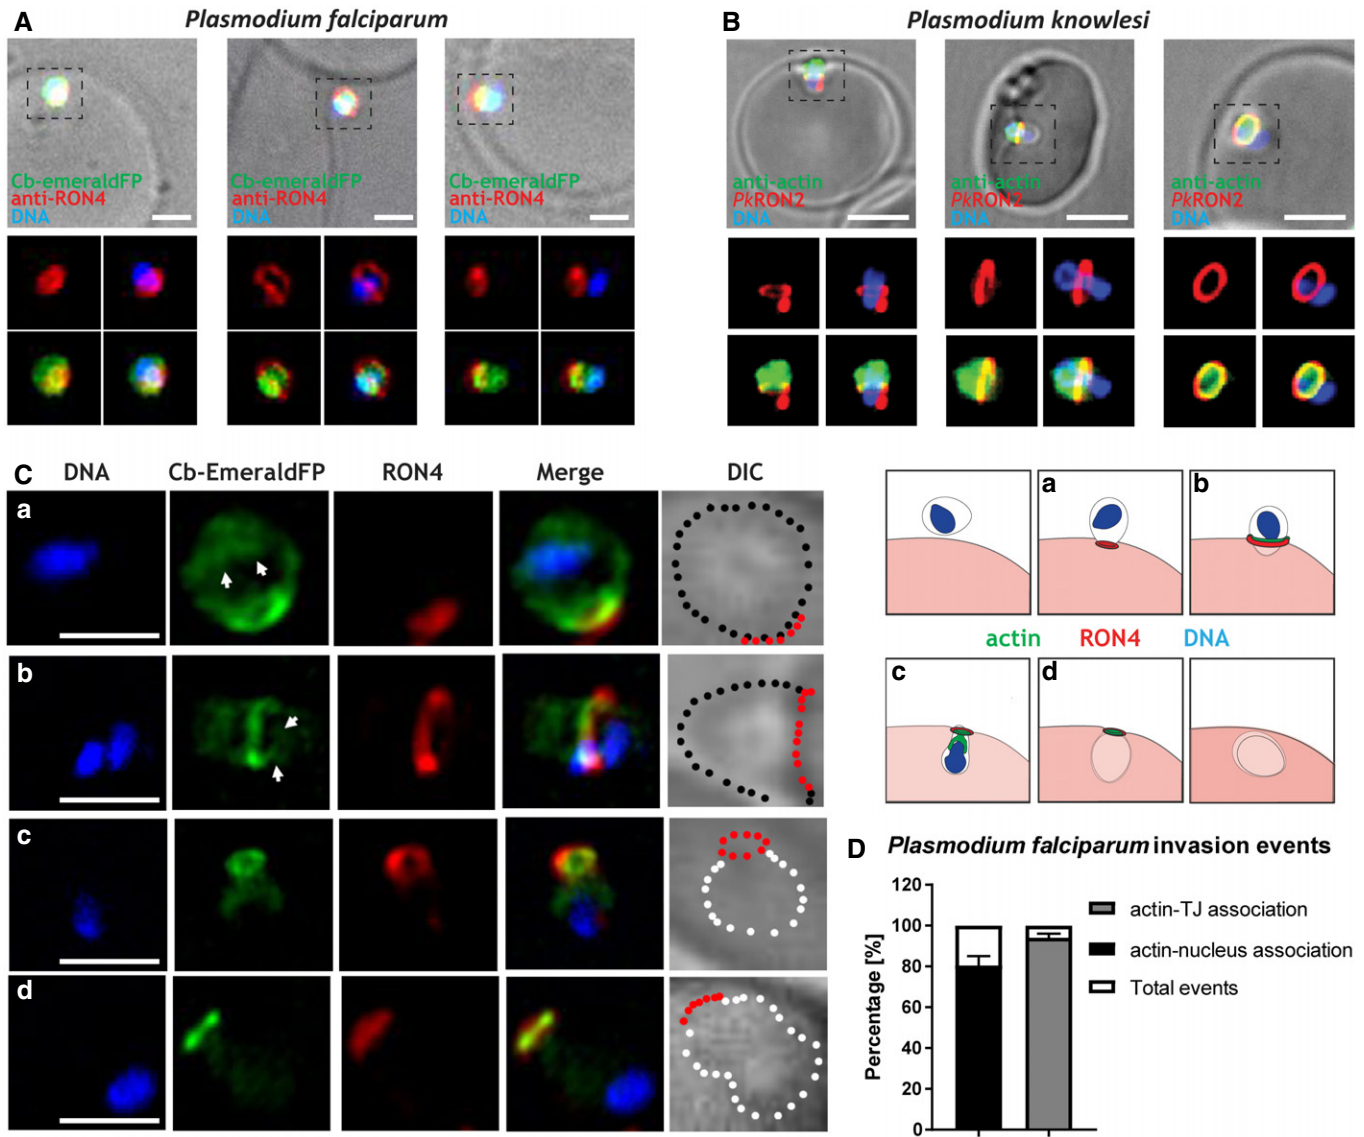 A
Plasmodium falciparum
Cb-emeraldFP
anti-RON4
DNA
Cb-emeraldFP
anti-RON4
DNA
Cb-emeraldFP
anti-RON4
DNA
B
Plasmodium knowlesi
anti-actin
PkRON2
DNA
anti-actin
PkRON2
DNA
anti-actin
PkRON2
DNA
C
DNA
Cb-EmeraldFP
RON4
Merge
DIC
a
b
c
d
a
b
actin
RON4
DNA
c
d
D
Plasmodium falciparum invasion events
Percentage [%]
120
100
80
60
40
20
0
actin-TJ association
actin-nucleus association
Total events